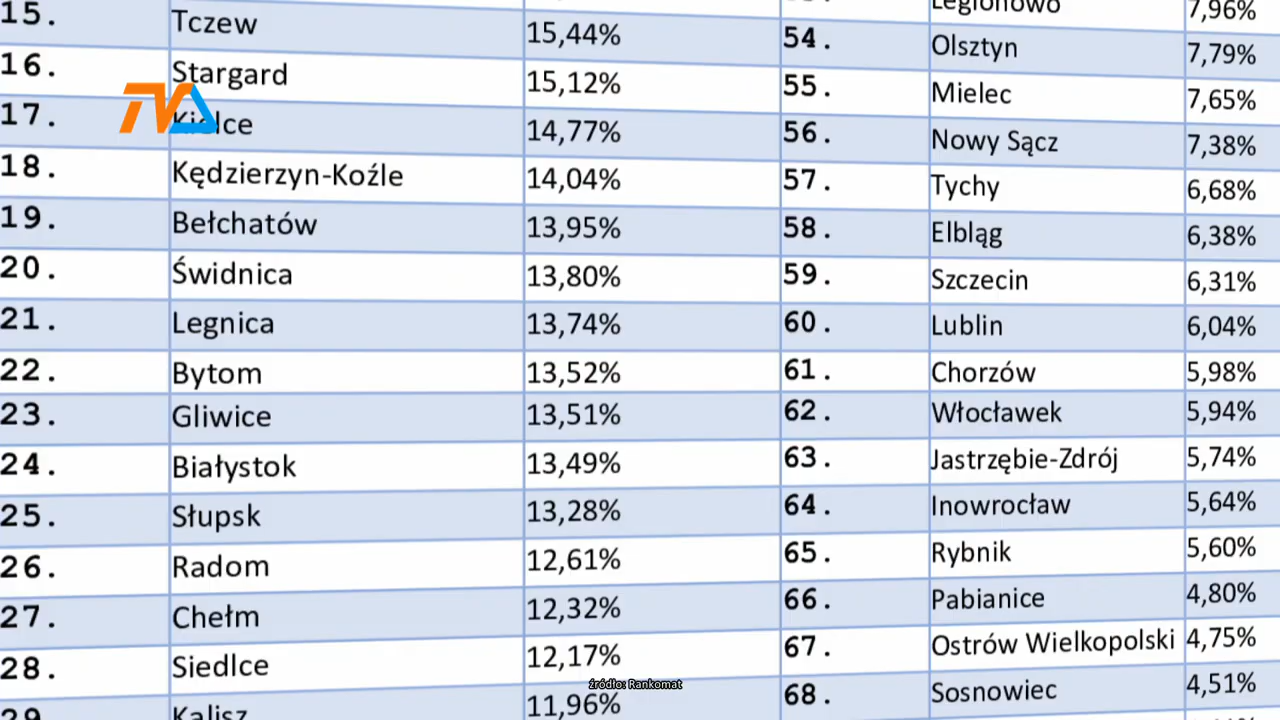 15. Tczew 15,44%
16. Stargard 15,12%
17. Kielce 14,77%
18. Kędzierzyn-Koźle 14,04%
19. Bełchatów 13,95%
20. Świdnica 13,80%
21. Legnica 13,74%
22. Bytom 13,52%
23. Gliwice 13,51%
24. Białystok 13,49%
25. Słupsk 13,28%
26. Radom 12,61%
27. Chełm 12,32%
28. Siedlce 12,17%
29. Kalisz 11,96%
Legionowo 7,96%
54. Olsztyn 7,79%
55. Mielec 7,65%
56. Nowy Sącz 7,38%
57. Tychy 6,68%
58. Elbląg 6,38%
59. Szczecin 6,31%
60. Lublin 6,04%
61. Chorzów 5,98%
62. Włocławek 5,94%
63. Jastrzębie-Zdrój 5,74%
64. Inowrocław 5,64%
65. Rybnik 5,60%
66. Pabianice 4,80%
67. Ostrów Wielkopolski 4,75%
68. Sosnowiec 4,51%
TVA
źródło: Rankomat